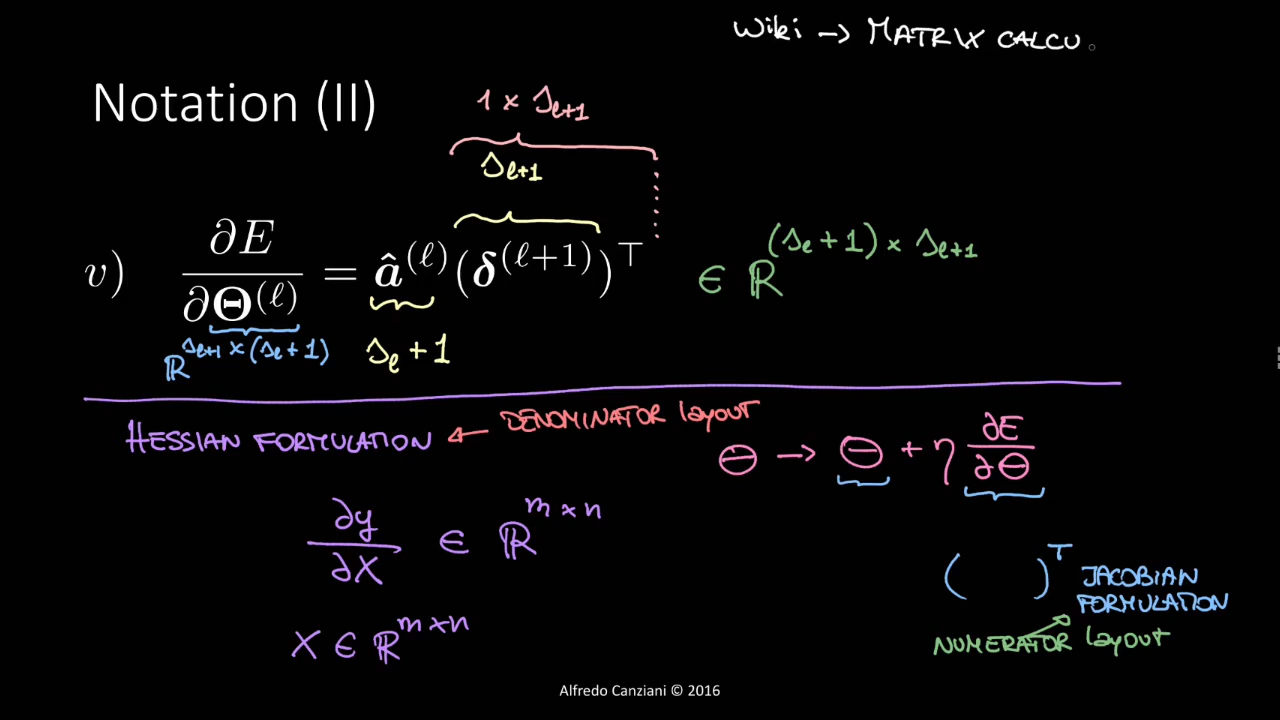 Wiki → MATRIX CALCU
Notation (II)
1 × s_{ℓ+1}
s_{ℓ+1}
v) ∂E/∂Θ^{(ℓ)} = â^{(ℓ)}(δ^{(ℓ+1)})^⊤ ∈ ℝ^{(s_ℓ+1)×s_{ℓ+1}}
ℝ^{s_{ℓ+1}×(s_ℓ+1)} s_ℓ+1
HESSIAN FORMULATION ← DENOMINATOR layout
Θ → Θ + η ∂E/∂Θ
∂y/∂X ∈ ℝ^{m×n}
( )^T JACOBIAN FORMULATION
X ∈ ℝ^{m×n}
NUMERATOR layout
Alfredo Canziani © 2016